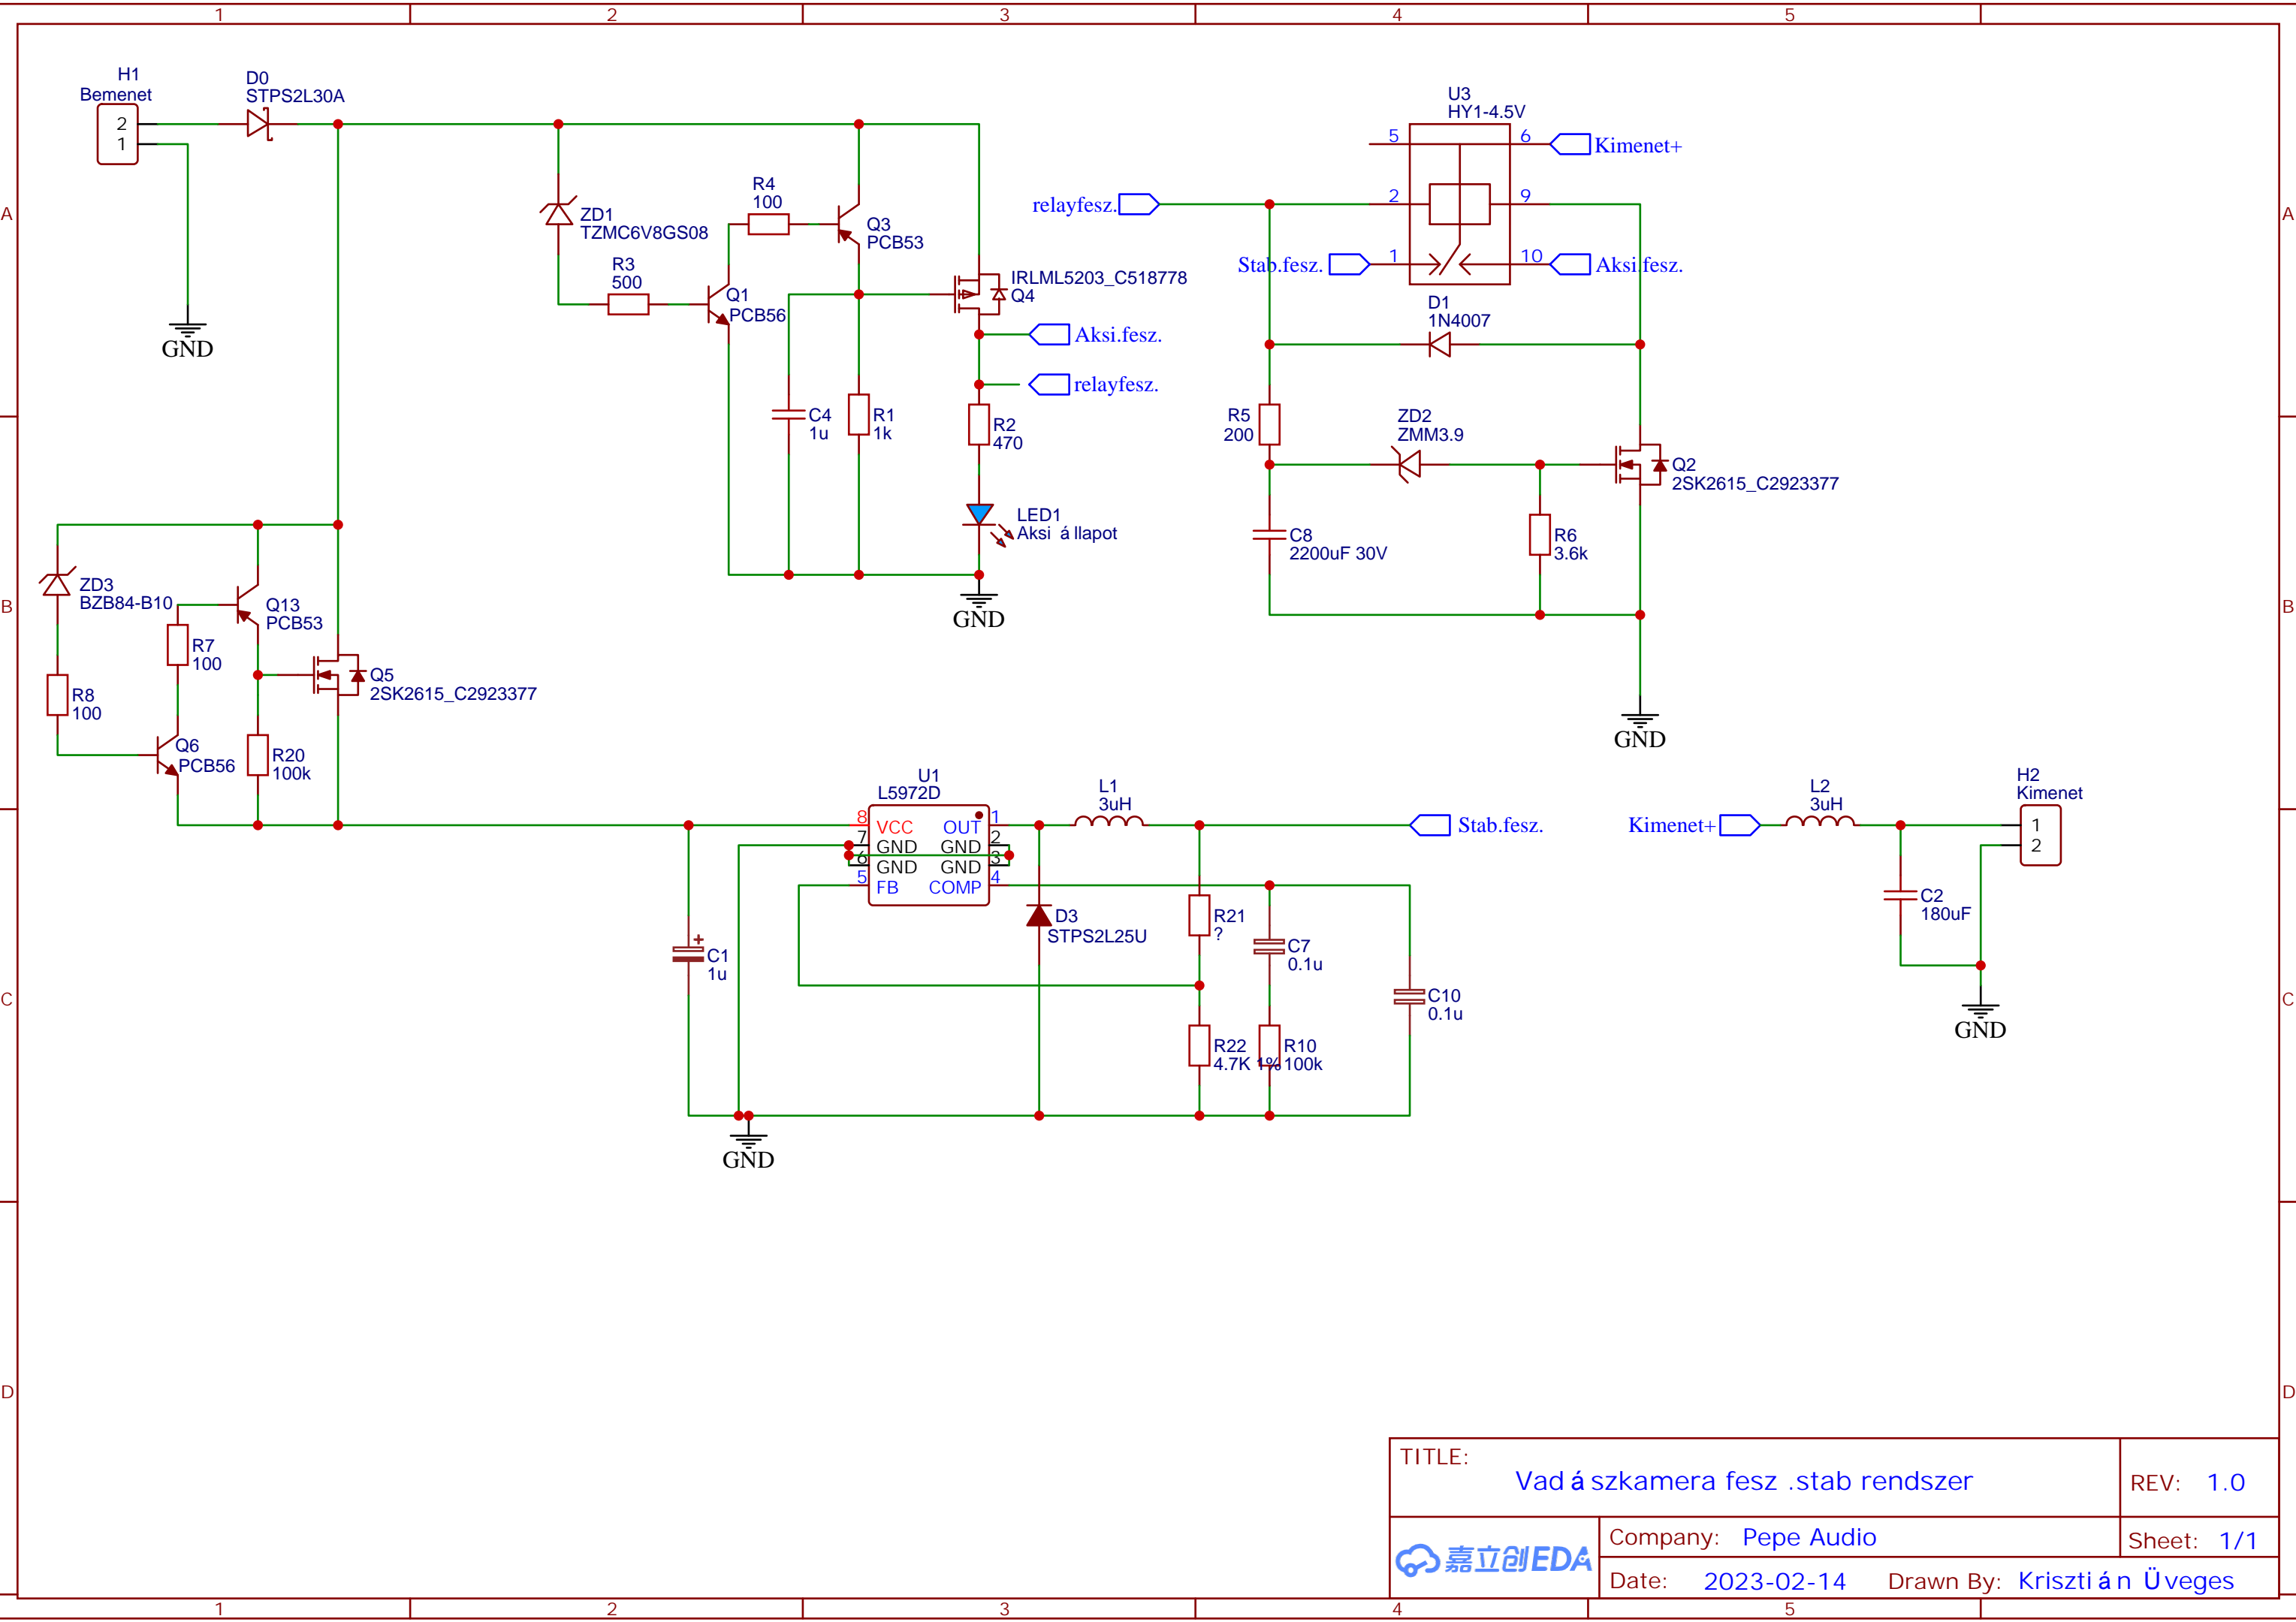 1 2 3 4 5
A
A
B
B
C
C
D
D
H1
Bemenet
2
1
GND
D0
STPS2L30A
ZD1
TZMC6V8GS08
R3
500
R4
100
Q1
PCB56
Q3
PCB53
IRLML5203_C518778
Q4
Aksi.fesz.
relayfesz.
C4
1u
R1
1k
R2
470
LED1
Aksi á llapot
GND
U3
HY1-4.5V
5
6
Kimenet+
relayfesz.
2
9
Stab.fesz.
1
10
Aksi.fesz.
D1
1N4007
R5
200
ZD2
ZMM3.9
Q2
2SK2615_C2923377
C8
2200uF 30V
R6
3.6k
GND
ZD3
BZB84-B10
Q13
PCB53
R7
100
R8
100
Q5
2SK2615_C2923377
Q6
PCB56
R20
100k
U1
L5972D
8 VCC OUT 1
7 GND GND 2
6 GND GND 3
5 FB COMP 4
L1
3uH
Stab.fesz.
C1
1u
D3
STPS2L25U
R21
?
C7
0.1u
C10
0.1u
R22
4.7K 1%
R10
100k
GND
Kimenet+
L2
3uH
H2
Kimenet
1
2
C2
180uF
GND
TITLE:
Vad á szkamera fesz .stab rendszer
REV: 1.0
嘉立创EDA
Company: Pepe Audio
Sheet: 1/1
Date: 2023-02-14
Drawn By: Kriszti á n Ü veges
1 2 3 4 5